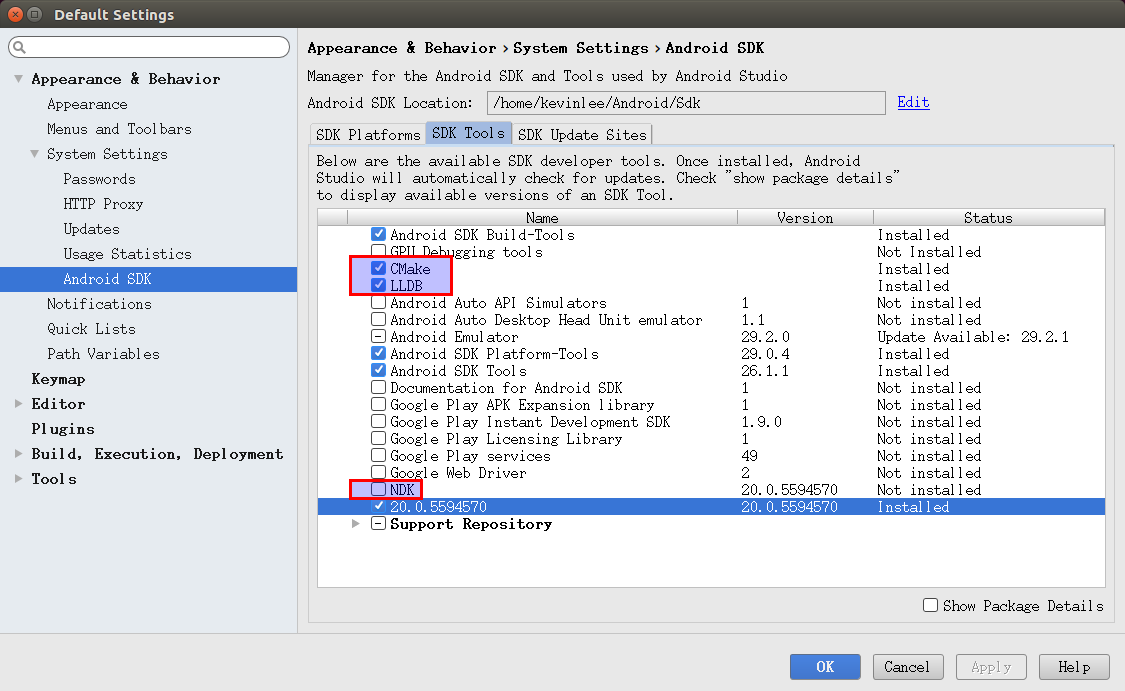 Default Settings
Appearance & Behavior
Appearance
Menus and Toolbars
System Settings
Passwords
HTTP Proxy
Updates
Usage Statistics
Android SDK
Notifications
Quick Lists
Path Variables
Keymap
Editor
Plugins
Build, Execution, Deployment
Tools
Appearance & Behavior › System Settings › Android SDK
Manager for the Android SDK and Tools used by Android Studio
Android SDK Location: /home/kevinlee/Android/Sdk Edit
SDK Platforms SDK Tools SDK Update Sites
Below are the available SDK developer tools. Once installed, Android
Studio will automatically check for updates. Check "show package details"
to display available versions of an SDK Tool.
Name Version Status
Android SDK Build-Tools Installed
GPU Debugging tools Not Installed
CMake Installed
LLDB Installed
Android Auto API Simulators 1 Not installed
Android Auto Desktop Head Unit emulator 1.1 Not installed
Android Emulator 29.2.0 Update Available: 29.2.1
Android SDK Platform-Tools 29.0.4 Installed
Android SDK Tools 26.1.1 Installed
Documentation for Android SDK 1 Not installed
Google Play APK Expansion library 1 Not installed
Google Play Instant Development SDK 1.9.0 Not installed
Google Play Licensing Library 1 Not installed
Google Play services 49 Not installed
Google Web Driver 2 Not installed
NDK 20.0.5594570 Not installed
20.0.5594570 20.0.5594570 Installed
Support Repository
Show Package Details
OK Cancel Apply Help